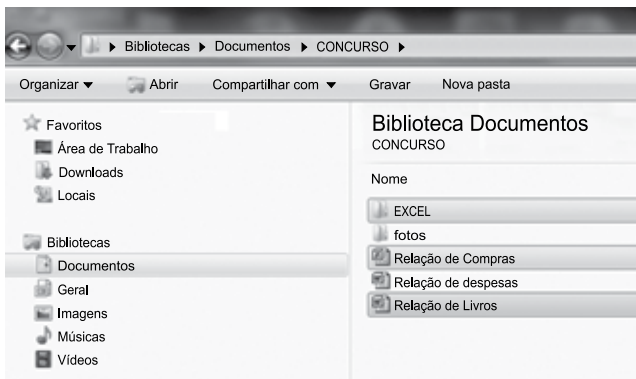 Bibliotecas Documentos CONCURSO
Organizar Abrir Compartilhar com Gravar Nova pasta
Favoritos
Área de Trabalho
Downloads
Locais
Bibliotecas
Documentos
Geral
Imagens
Músicas
Vídeos
Biblioteca Documentos
CONCURSO
Nome
EXCEL
fotos
Relação de Compras
Relação de despesas
Relação de Livros